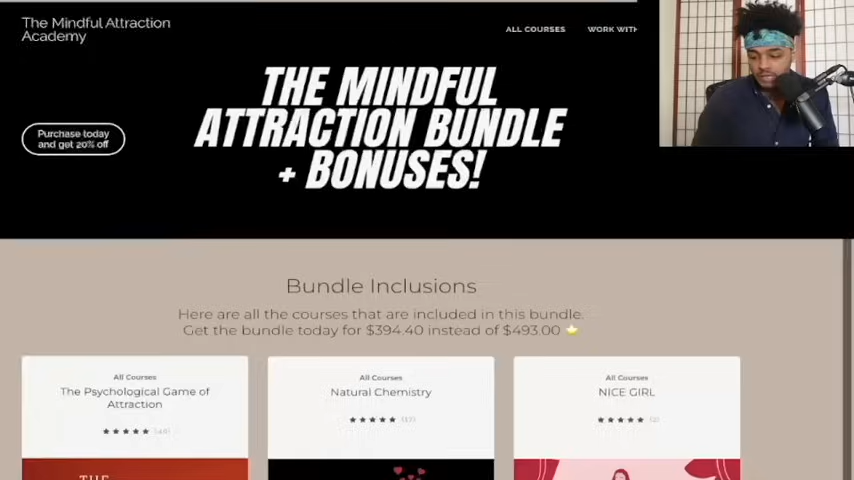 The Mindful Attraction
Academy
ALL COURSES
WORK WITH
THE MINDFUL
ATTRACTION BUNDLE
+ BONUSES!
Purchase today
and get 20% off
Bundle Inclusions
Here are all the courses that are included in this bundle.
Get the bundle today for $394.40 instead of $493.00
All Courses
The Psychological Game of
Attraction
All Courses
Natural Chemistry
All Courses
NICE GIRL
THE